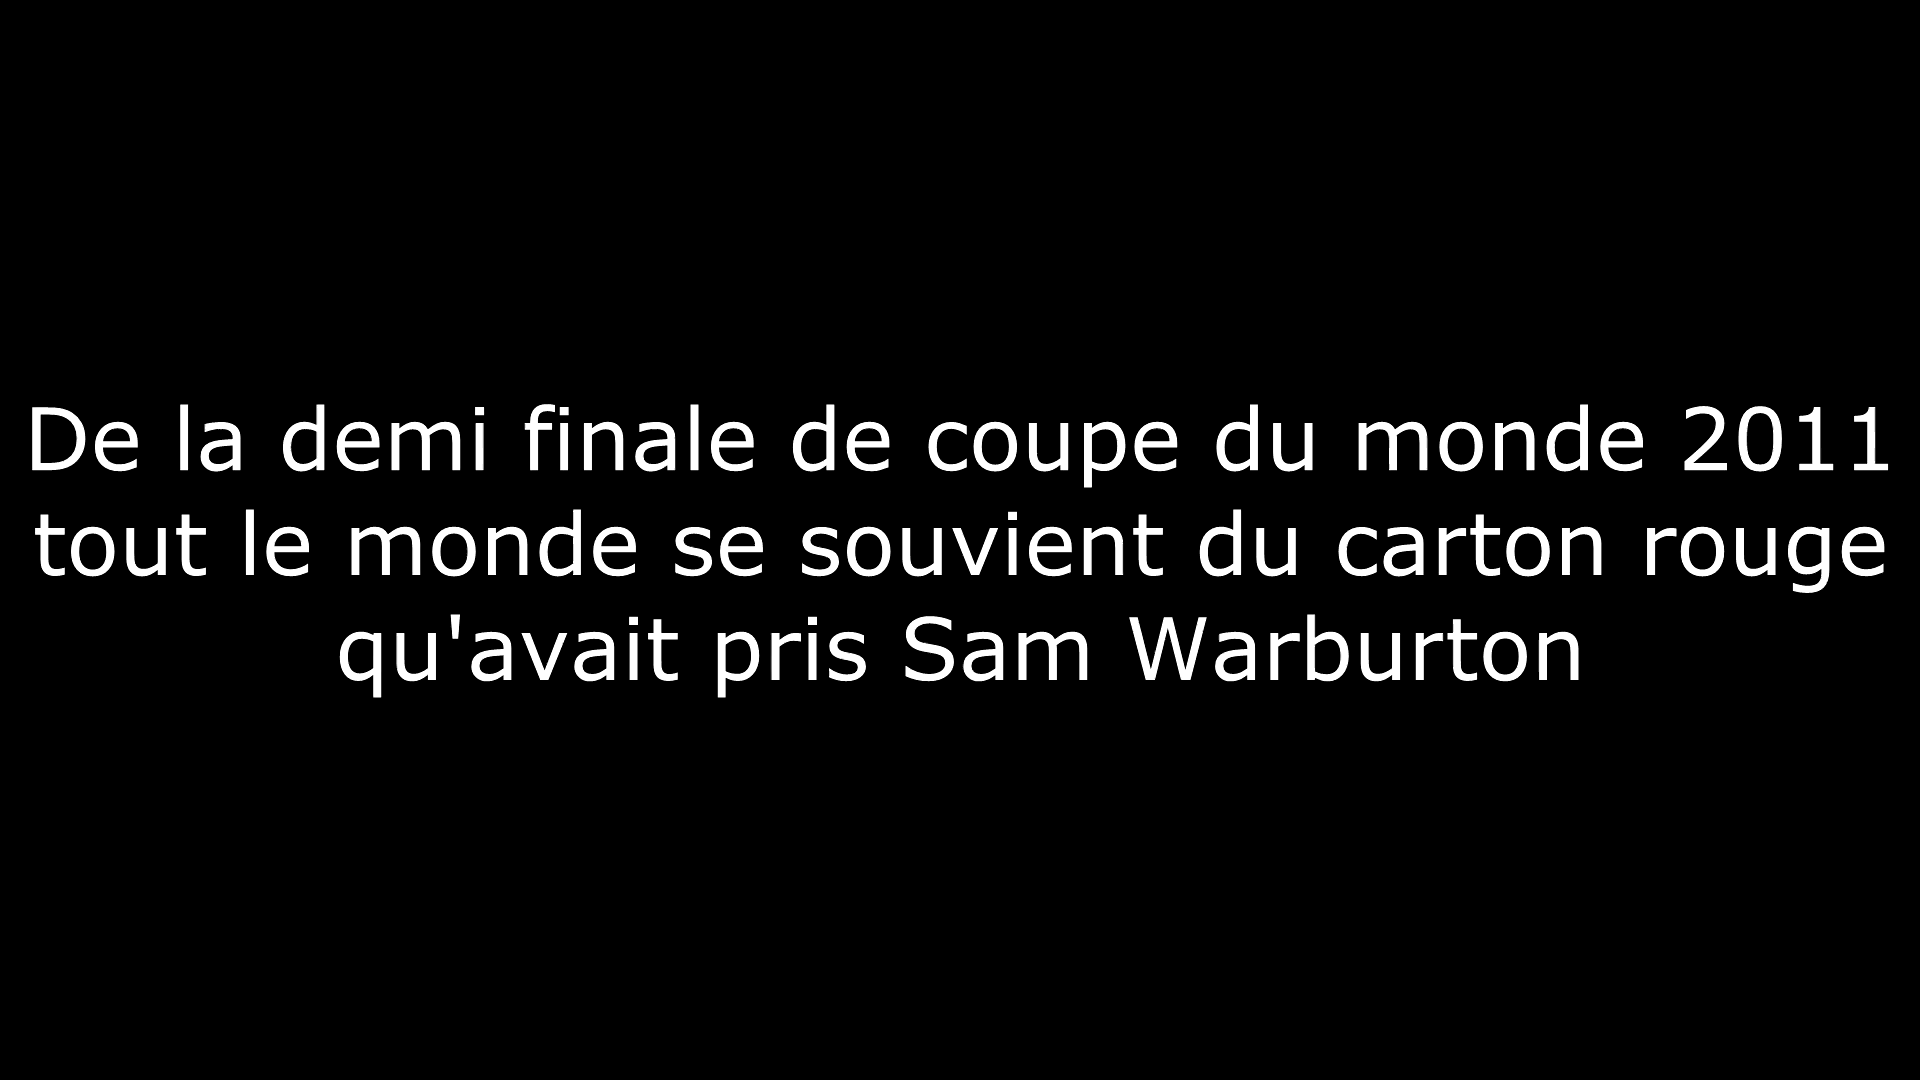 De la demi finale de coupe du monde 2011
tout le monde se souvient du carton rouge
qu'avait pris Sam Warburton